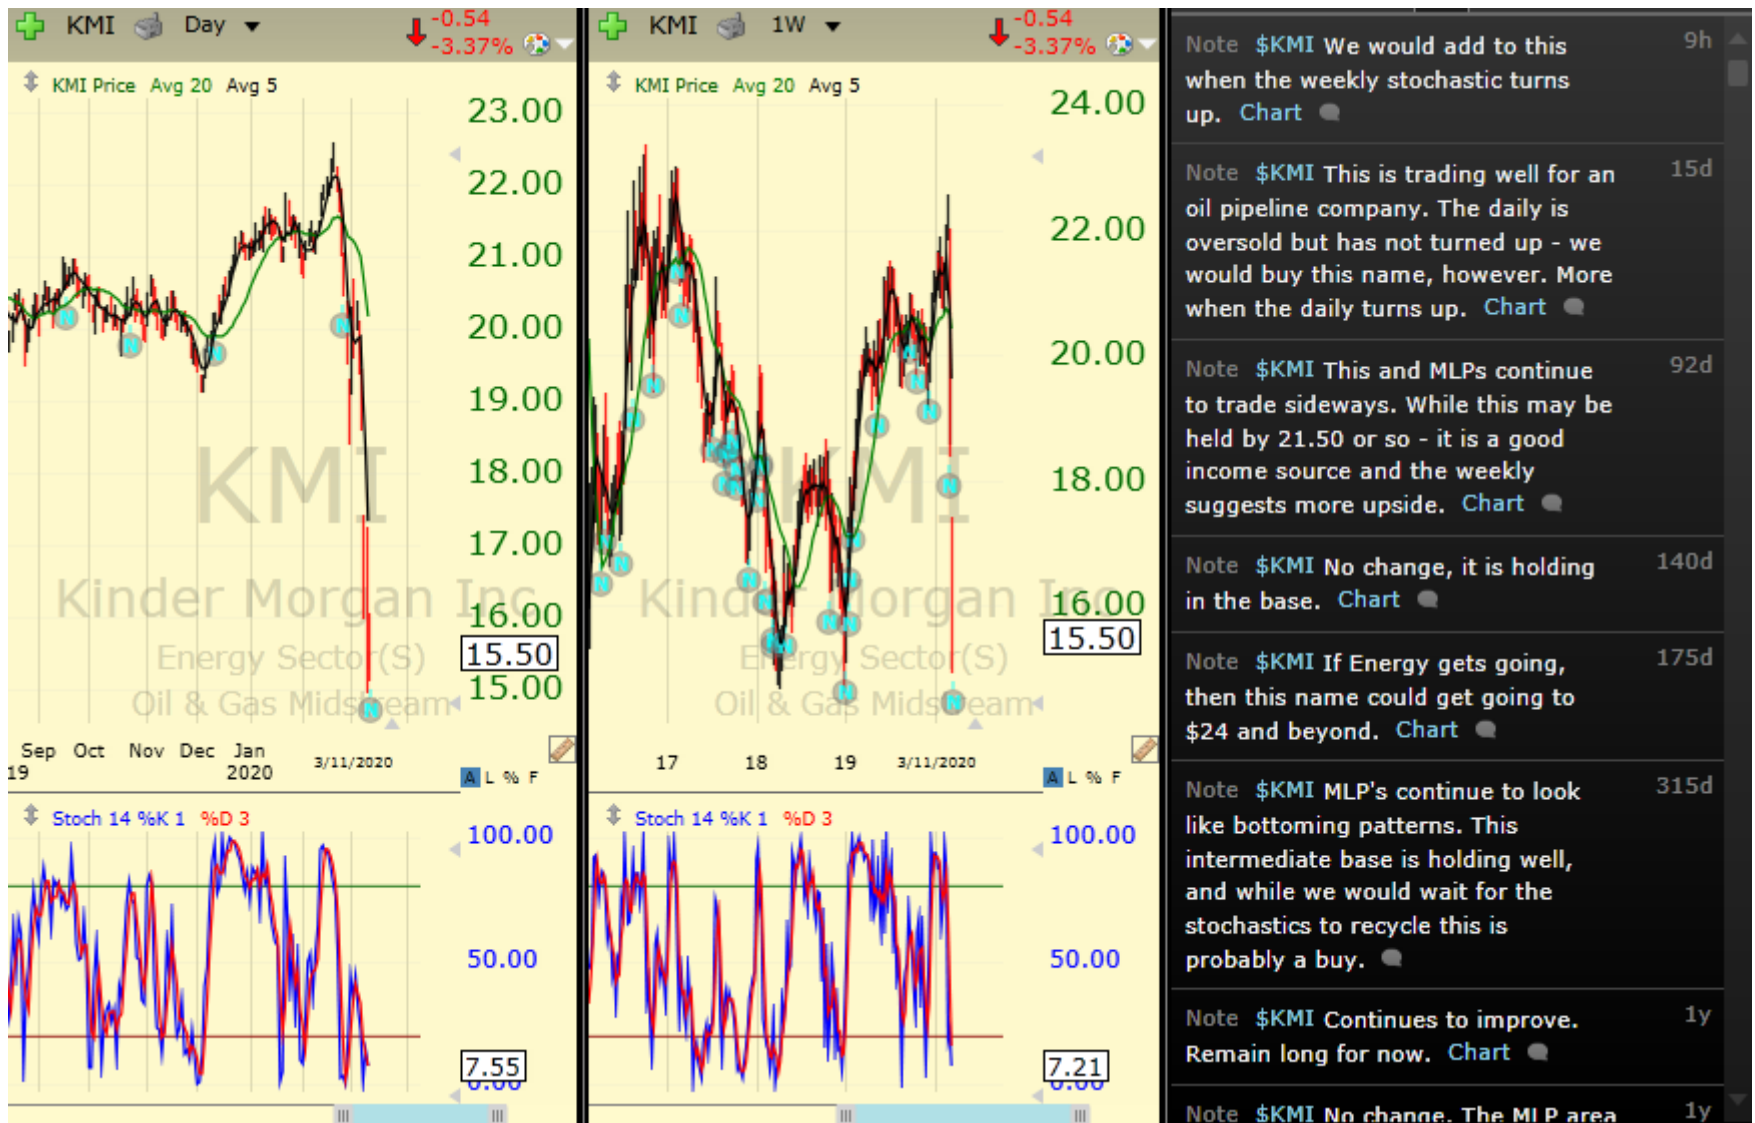 KMI Day -0.54
-3.37%
KMI Price Avg 20 Avg 5
23.00
22.00
21.00
20.00
19.00
18.00
17.00
16.00
15.50
15.00
KMI
Kinder Morgan Inc
Energy Sector(S)
Oil & Gas Midstream
N
N
N
N
N
Sep Oct Nov Dec Jan
19 2020 3/11/2020
A L % F
Stoch 14 %K 1 %D 3
100.00
50.00
7.55
0.00
KMI 1W -0.54
-3.37%
KMI Price Avg 20 Avg 5
24.00
22.00
20.00
18.00
16.00
15.50
KMI
Kinder Morgan Inc
Energy Sector(S)
Oil & Gas Midstream
17 18 19 3/11/2020
A L % F
Stoch 14 %K 1 %D 3
100.00
50.00
7.21
0.00
Note $KMI We would add to this 9h
when the weekly stochastic turns
up. Chart
Note $KMI This is trading well for an 15d
oil pipeline company. The daily is
oversold but has not turned up - we
would buy this name, however. More
when the daily turns up. Chart
Note $KMI This and MLPs continue 92d
to trade sideways. While this may be
held by 21.50 or so - it is a good
income source and the weekly
suggests more upside. Chart
Note $KMI No change, it is holding 140d
in the base. Chart
Note $KMI If Energy gets going, 175d
then this name could get going to
$24 and beyond. Chart
Note $KMI MLP's continue to look 315d
like bottoming patterns. This
intermediate base is holding well,
and while we would wait for the
stochastics to recycle this is
probably a buy.
Note $KMI Continues to improve. 1y
Remain long for now. Chart
Note $KMI No change. The MLP area 1y